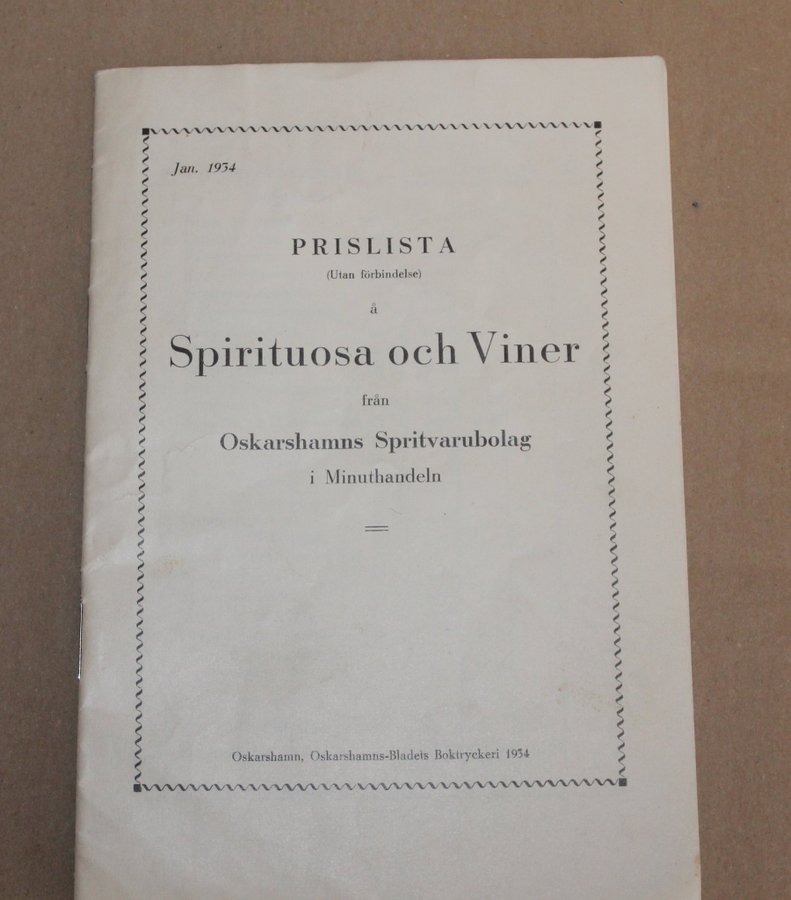 Jan. 1934
PRISLISTA
(Utan förbindelse)
å
Spirituosa och Viner
från
Oskarshamns Spritvarubolag
i Minuthandeln
Oskarshamn, Oskarshamns-Bladets Boktryckeri 1934